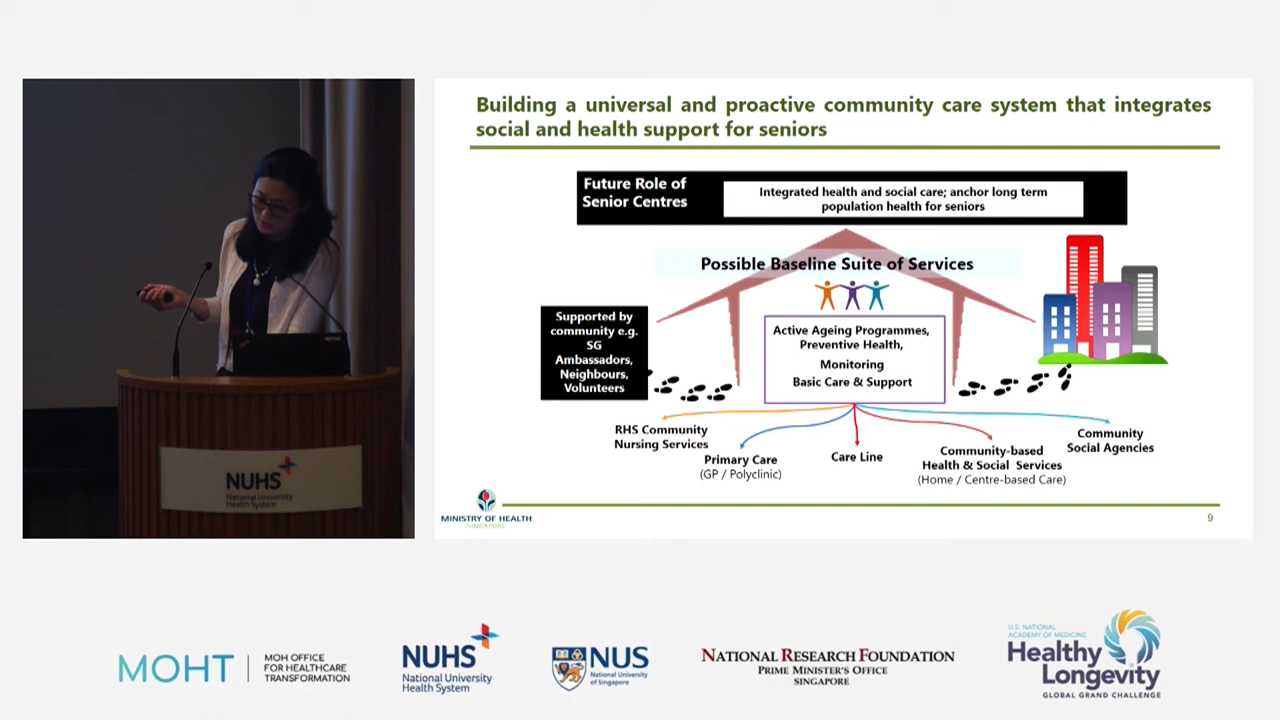 Building a universal and proactive community care system that integrates
social and health support for seniors
Future Role of
Senior Centres
Integrated health and social care; anchor long term
population health for seniors
Possible Baseline Suite of Services
Supported by
community e.g.
SG
Ambassadors,
Neighbours,
Volunteers
Active Ageing Programmes,
Preventive Health,
Monitoring
Basic Care & Support
RHS Community
Nursing Services
Primary Care
(GP / Polyclinic)
Care Line
Community-based
Health & Social Services
(Home / Centre-based Care)
Community
Social Agencies
MINISTRY OF HEALTH
SINGAPORE
9
NUHS
National University
Health System
MOHT
MOH OFFICE
FOR HEALTHCARE
TRANSFORMATION
NUHS
National University
Health System
NUS
National University
of Singapore
NATIONAL RESEARCH FOUNDATION
PRIME MINISTER'S OFFICE
SINGAPORE
U.S. NATIONAL
ACADEMY OF MEDICINE
Healthy
Longevity
GLOBAL GRAND CHALLENGE